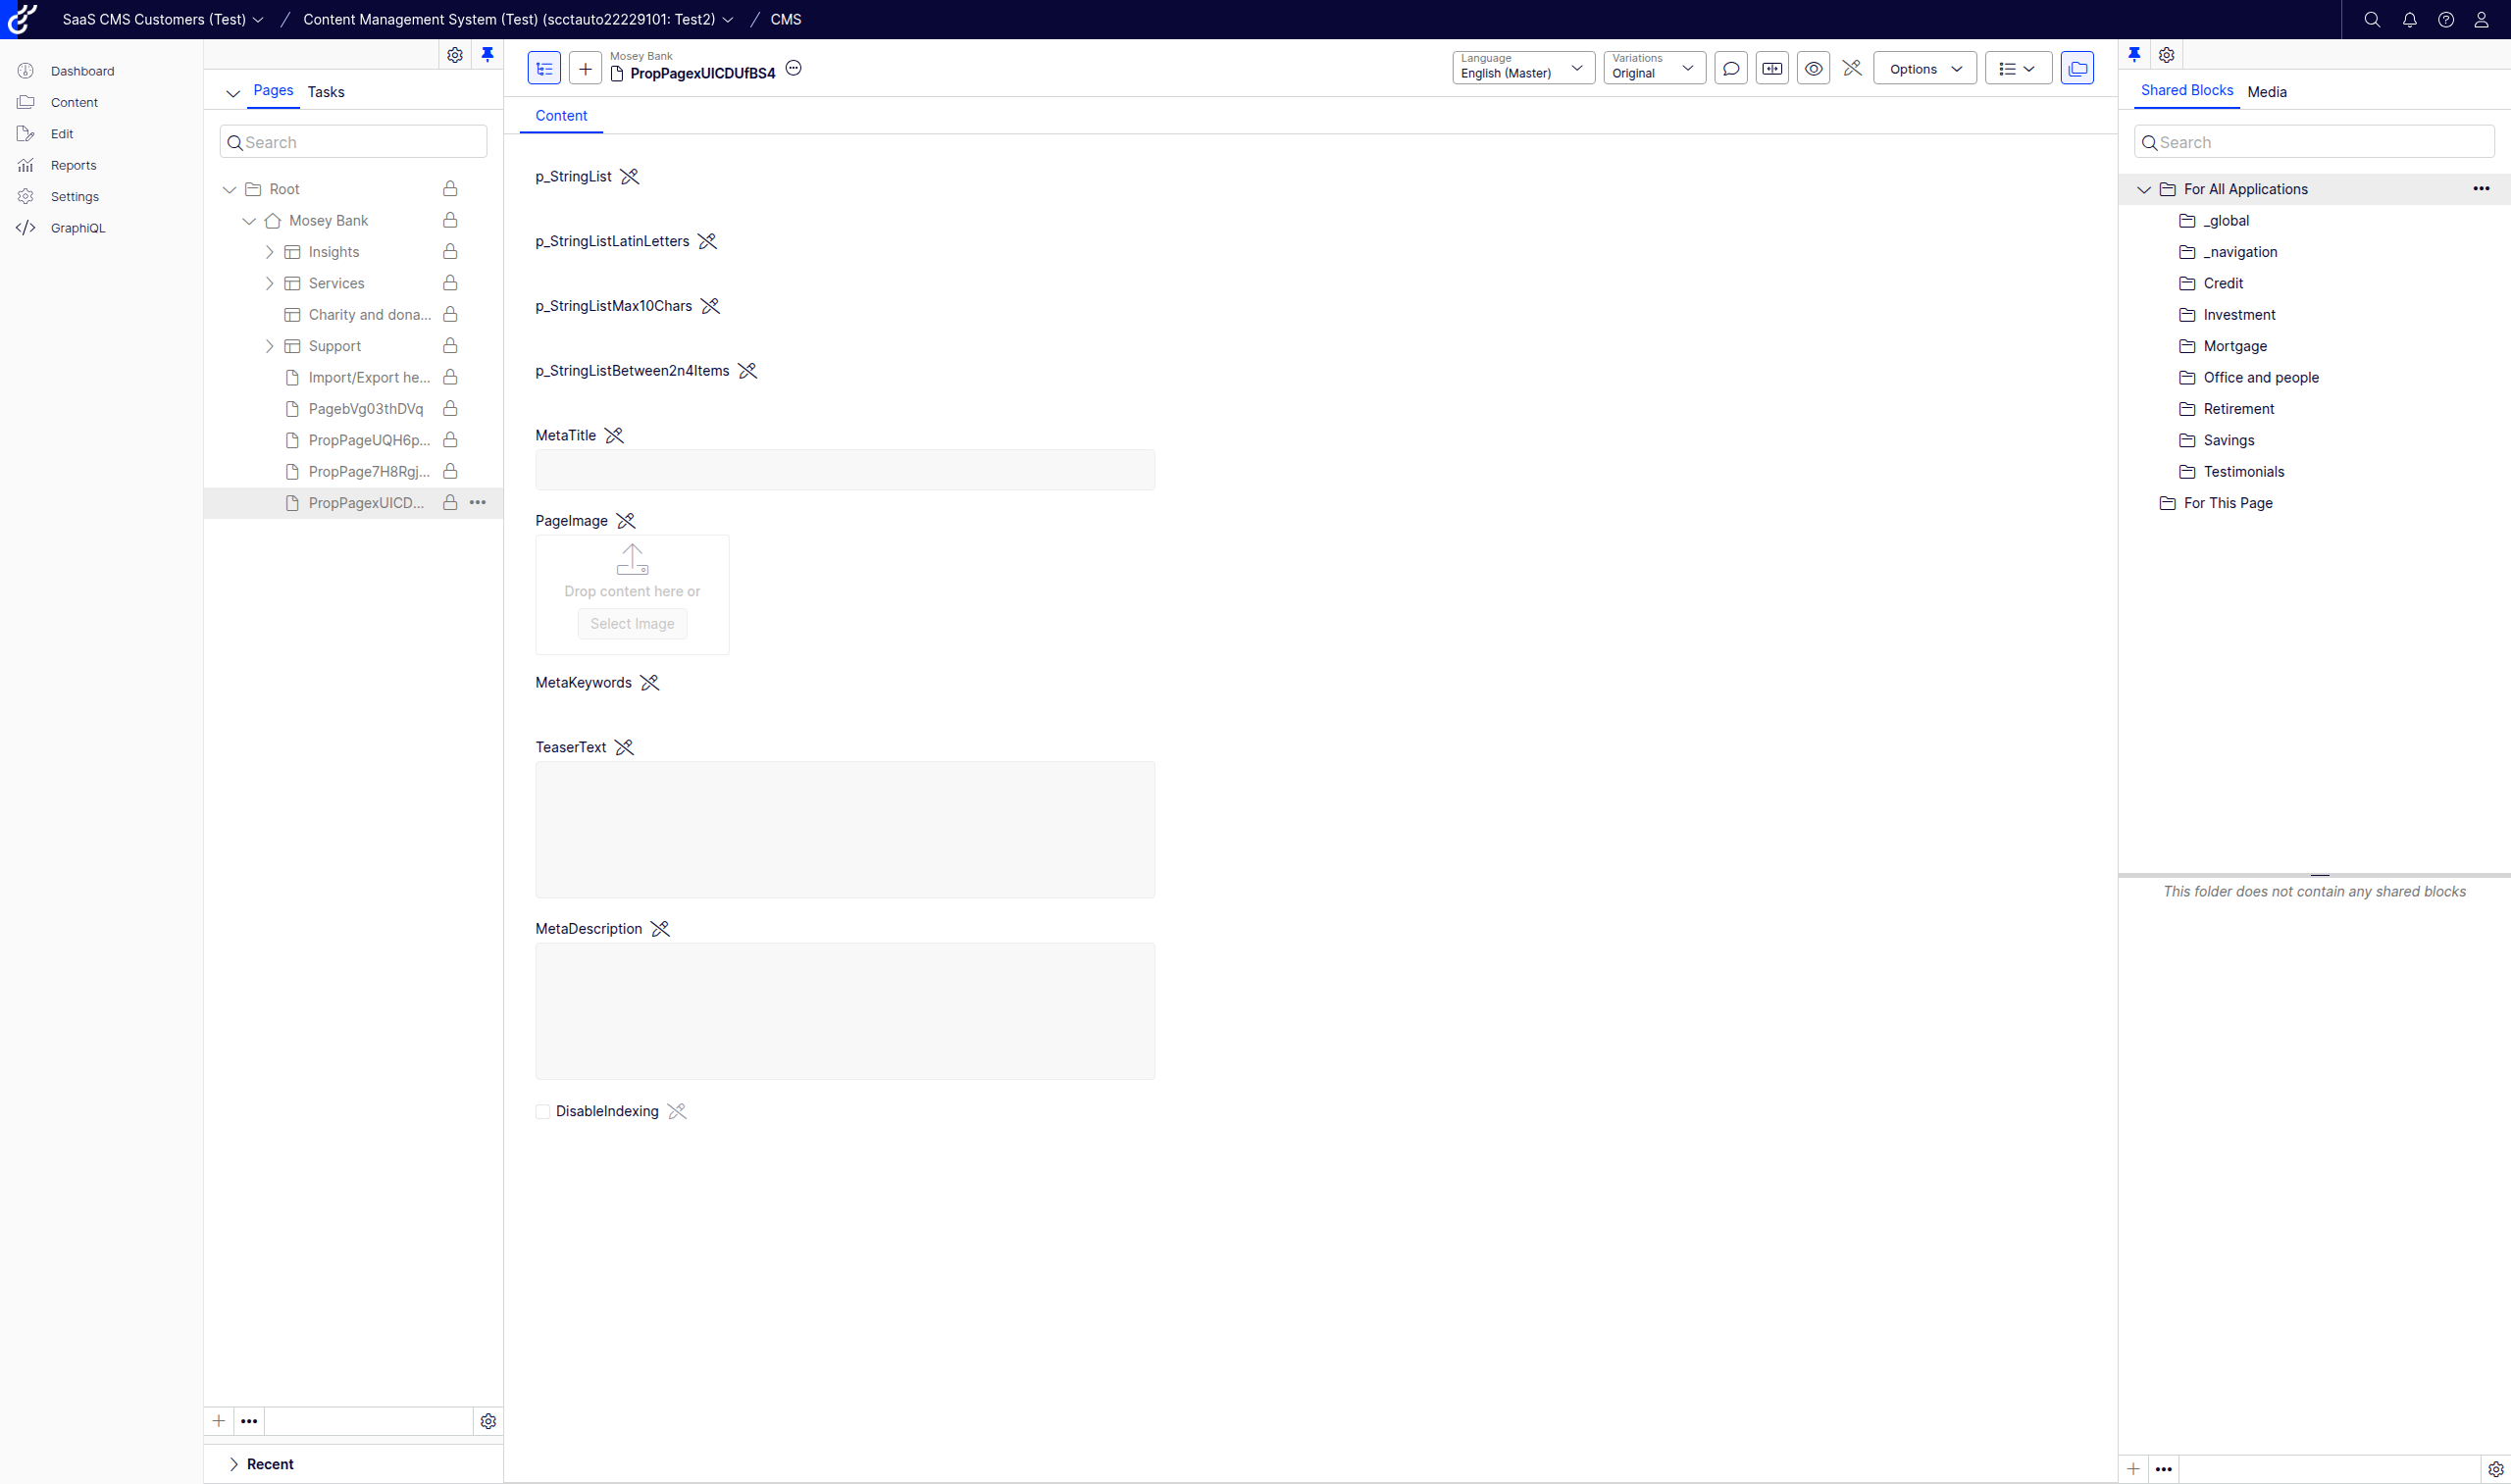 SaaS CMS Customers (Test) / Content Management System (Test) (scctauto22229101: Test2) / CMS
Dashboard
Content
Edit
Reports
Settings
GraphiQL
Pages
Tasks
Search
Root
Mosey Bank
Insights
Services
Charity and dona...
Support
Import/Export he...
PagebVg03thDVq
PropPageUQH6p...
PropPage7H8Rgj...
PropPagexUICD...
Recent
Mosey Bank
PropPagexUICDUfBS4
Language
English (Master)
Variations
Original
Options
Content
p_StringList
p_StringListLatinLetters
p_StringListMax10Chars
p_StringListBetween2n4Items
MetaTitle
PageImage
Drop content here or
Select Image
MetaKeywords
TeaserText
MetaDescription
DisableIndexing
Shared Blocks
Media
Search
For All Applications
_global
_navigation
Credit
Investment
Mortgage
Office and people
Retirement
Savings
Testimonials
For This Page
This folder does not contain any shared blocks